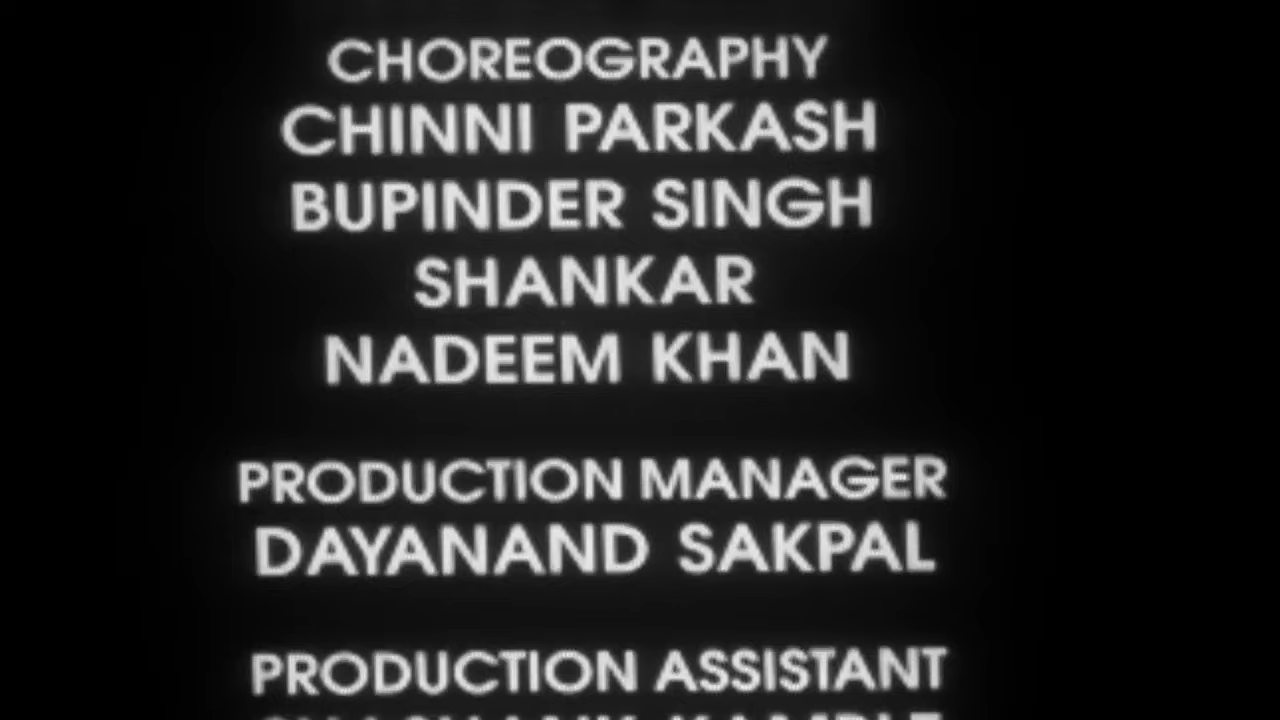 CHOREOGRAPHY
CHINNI PARKASH
BUPINDER SINGH
SHANKAR
NADEEM KHAN
PRODUCTION MANAGER
DAYANAND SAKPAL
PRODUCTION ASSISTANT